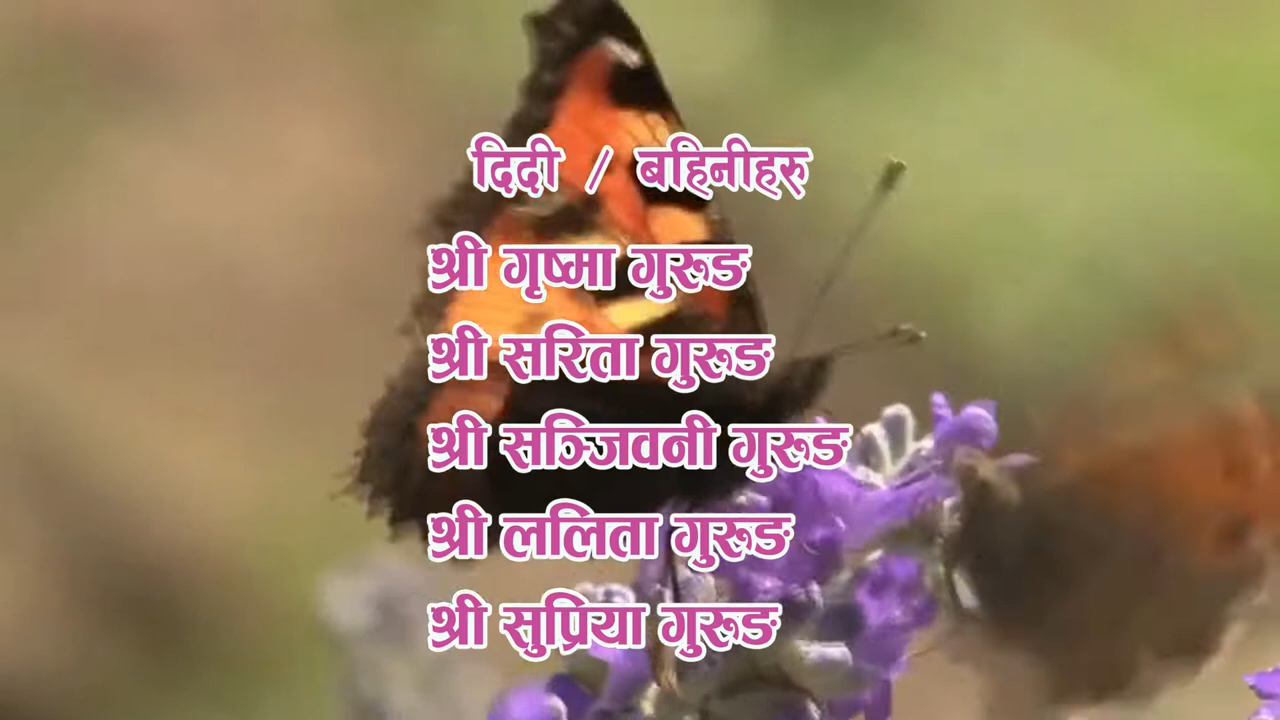 दिदी / बहिनीहरु
श्री गृष्मा गुरुङ
श्री सरिता गुरुङ
श्री सञ्जिवनी गुरुङ
श्री ललिता गुरुङ
श्री सुप्रिया गुरुङ